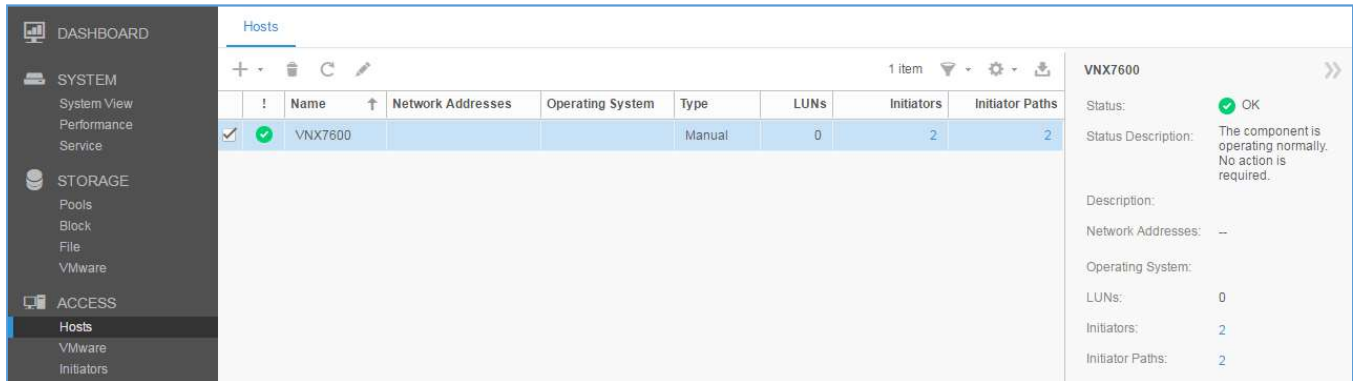 DASHBOARD
SYSTEM
System View
Performance
Service
STORAGE
Pools
Block
File
VMware
ACCESS
Hosts
VMware
Initiators
Hosts
1 item
! Name Network Addresses Operating System Type LUNs Initiators Initiator Paths
VNX7600 Manual 0 2 2
VNX7600
Status: OK
Status Description: The component is
operating normally.
No action is
required.
Description:
Network Addresses: --
Operating System:
LUNs: 0
Initiators: 2
Initiator Paths: 2